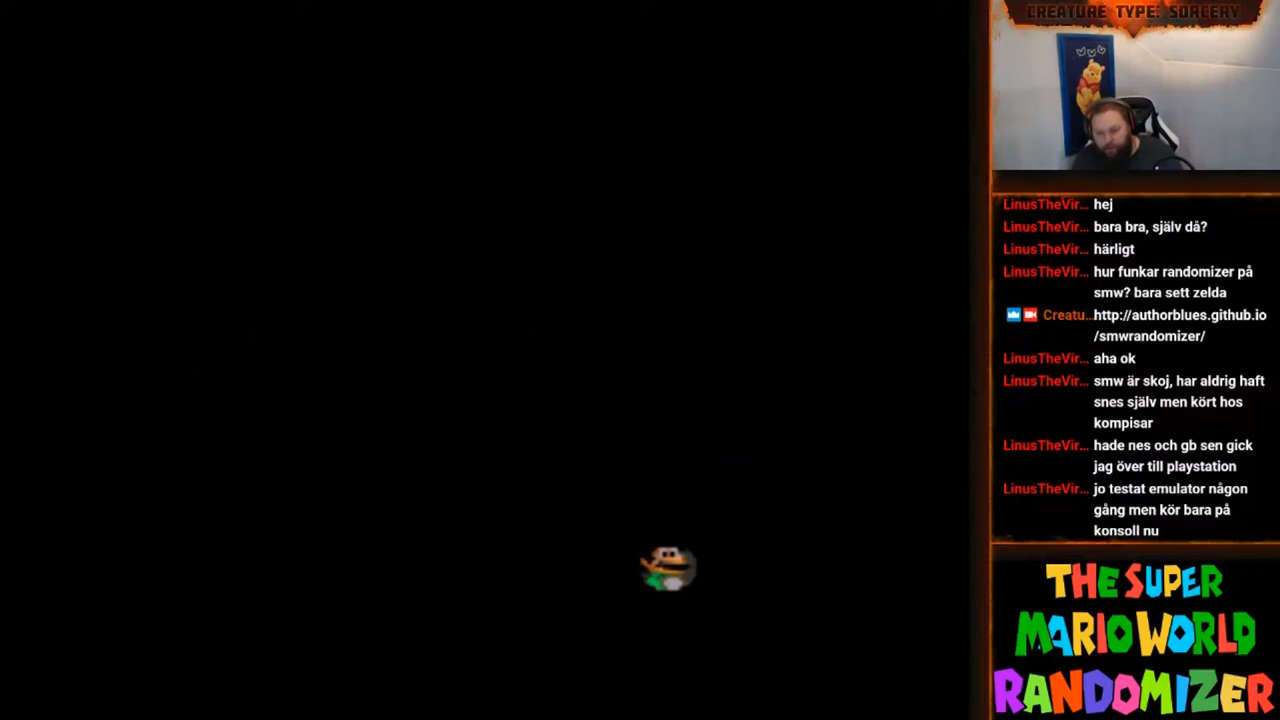 CREATURE TYPE: SORCERY
LinusTheVir... hej
LinusTheVir... bara bra, själv då?
LinusTheVir... härligt
LinusTheVir... hur funkar randomizer på
smw? bara sett zelda
Creatu... http://authorblues.github.io
/smwrandomizer/
LinusTheVir... aha ok
LinusTheVir... smw är skoj, har aldrig haft
snes själv men kört hos
kompisar
LinusTheVir... hade nes och gb sen gick
jag över till playstation
LinusTheVir... jo testat emulator någon
gång men kör bara på
konsoll nu
THE SUPER
MARIO WORLD
RANDOMIZER